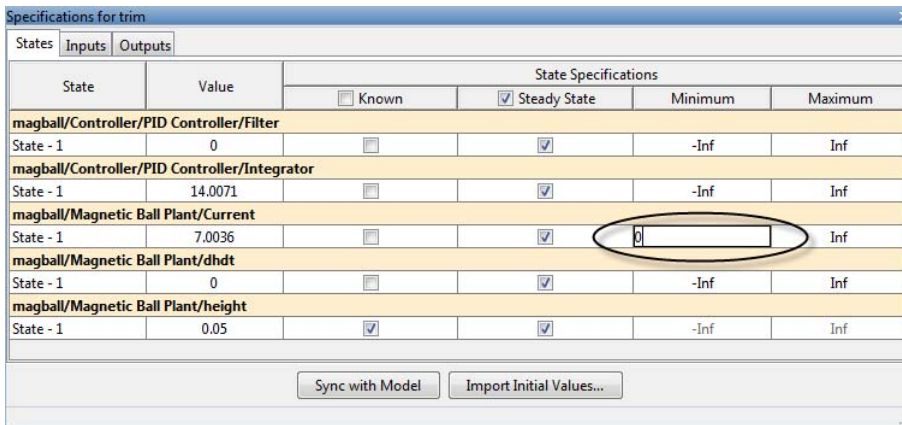 Specifications for trim
States Inputs Outputs
State Value State Specifications
Known Steady State Minimum Maximum
magball/Controller/PID Controller/Filter
State - 1 0 -Inf Inf
magball/Controller/PID Controller/Integrator
State - 1 14.0071 -Inf Inf
magball/Magnetic Ball Plant/Current
State - 1 7.0036 0 Inf
magball/Magnetic Ball Plant/dhdt
State - 1 0 -Inf Inf
magball/Magnetic Ball Plant/height
State - 1 0.05 -Inf Inf
Sync with Model Import Initial Values...